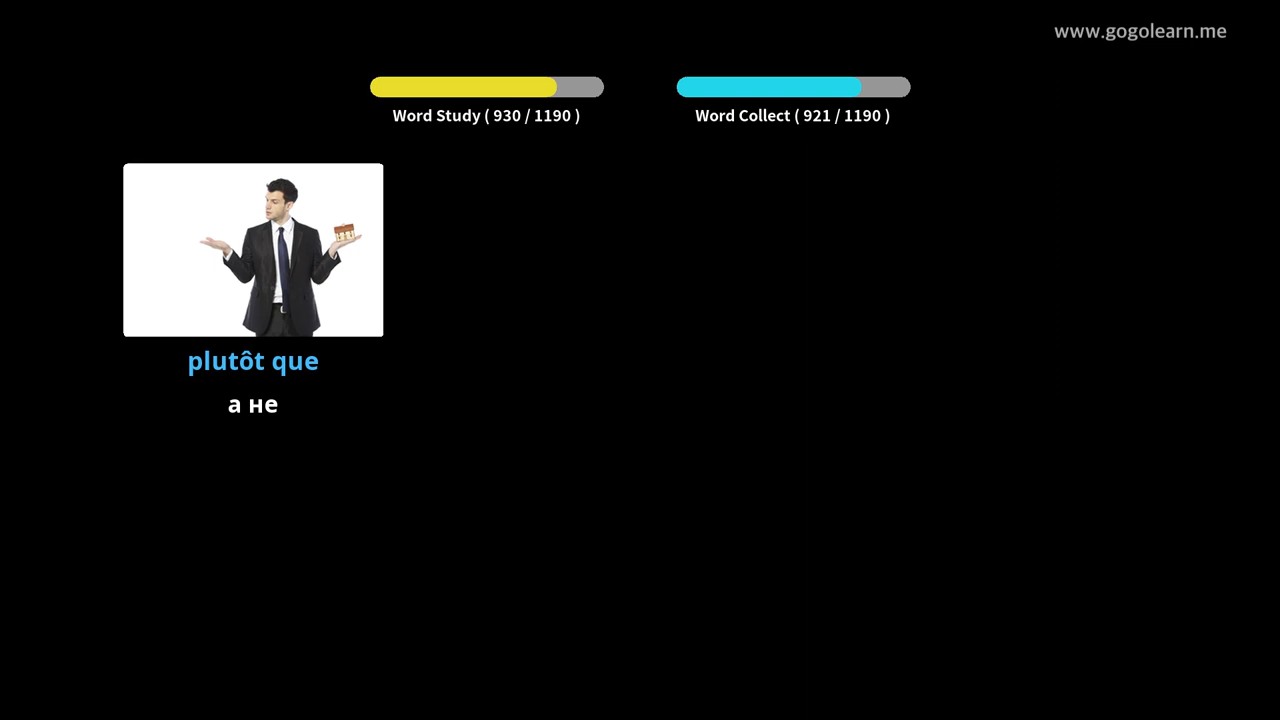 www.gogolearn.me
Word Study ( 930 / 1190 )
Word Collect ( 921 / 1190 )
plutôt que
а не